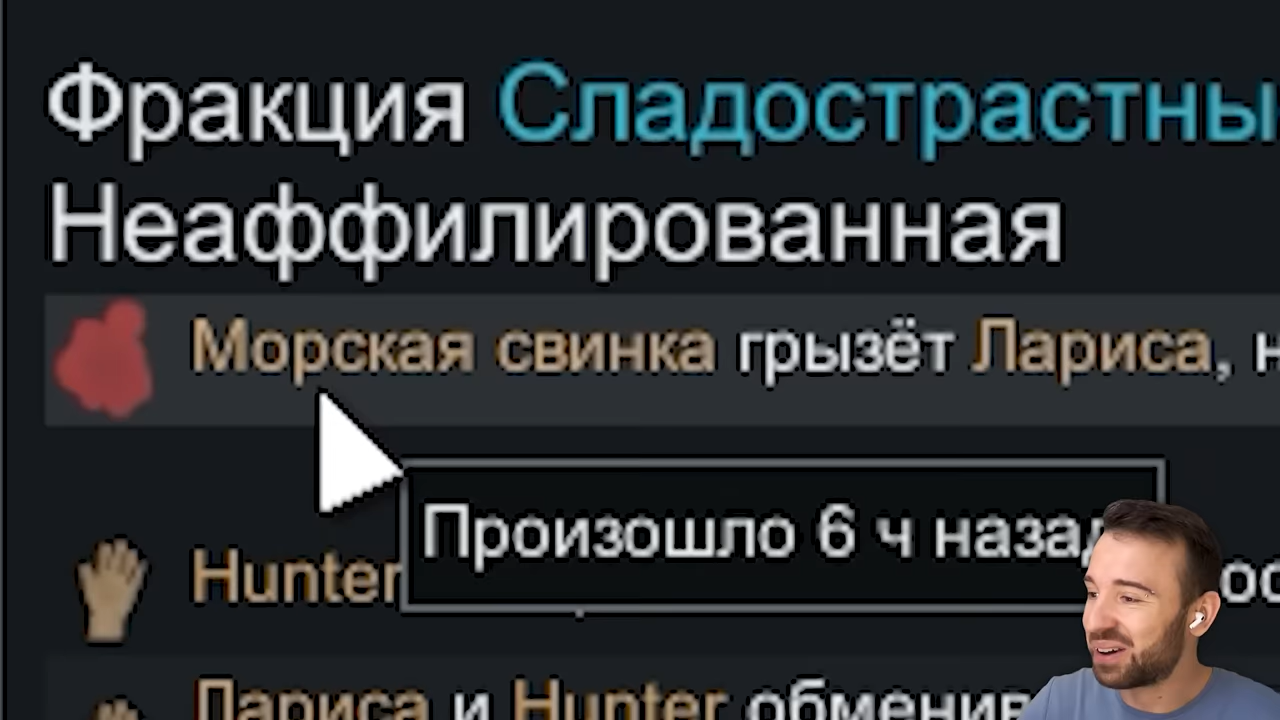 Фракция Сладострастны
Неаффилированная
Морская свинка грызёт Лариса, н
Произошло 6 ч назад
Hunter
Лариса и Hunter обменив